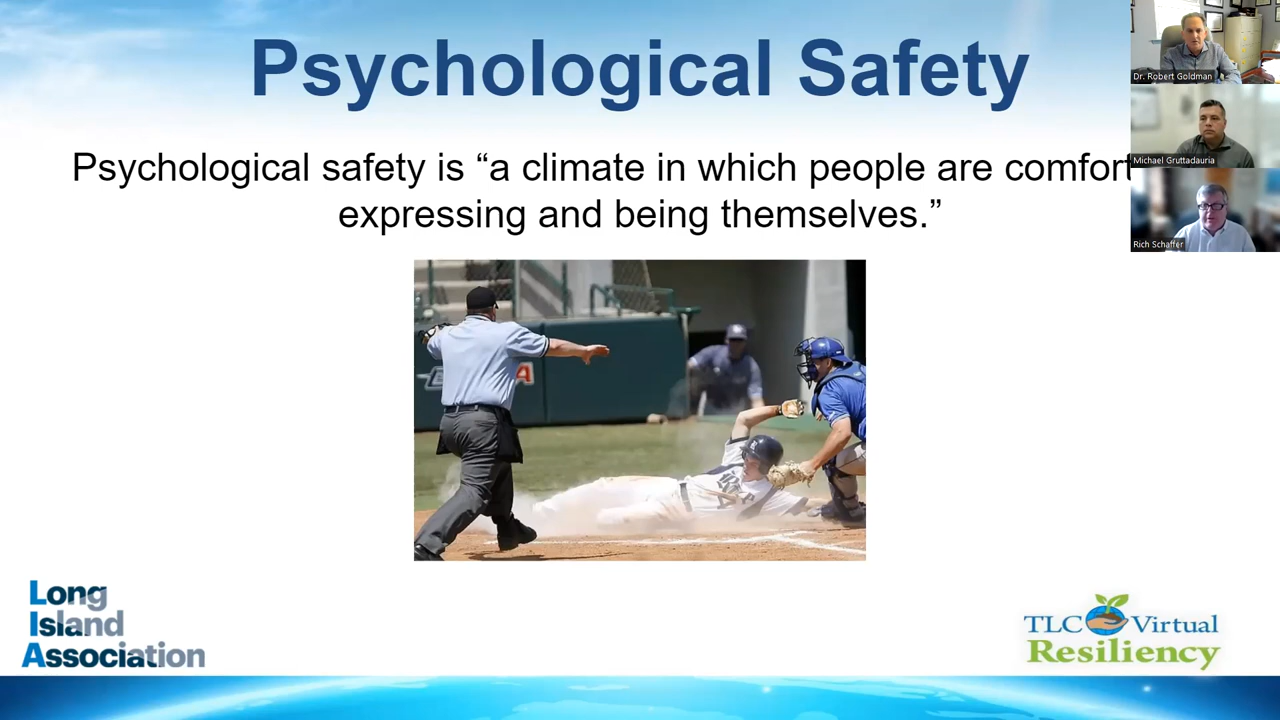 Psychological Safety
Psychological safety is “a climate in which people are comfort
expressing and being themselves.”
Dr. Robert Goldman
Michael Gruttadauria
Rich Schaffer
Long
Island
Association
TLC Virtual
Resiliency